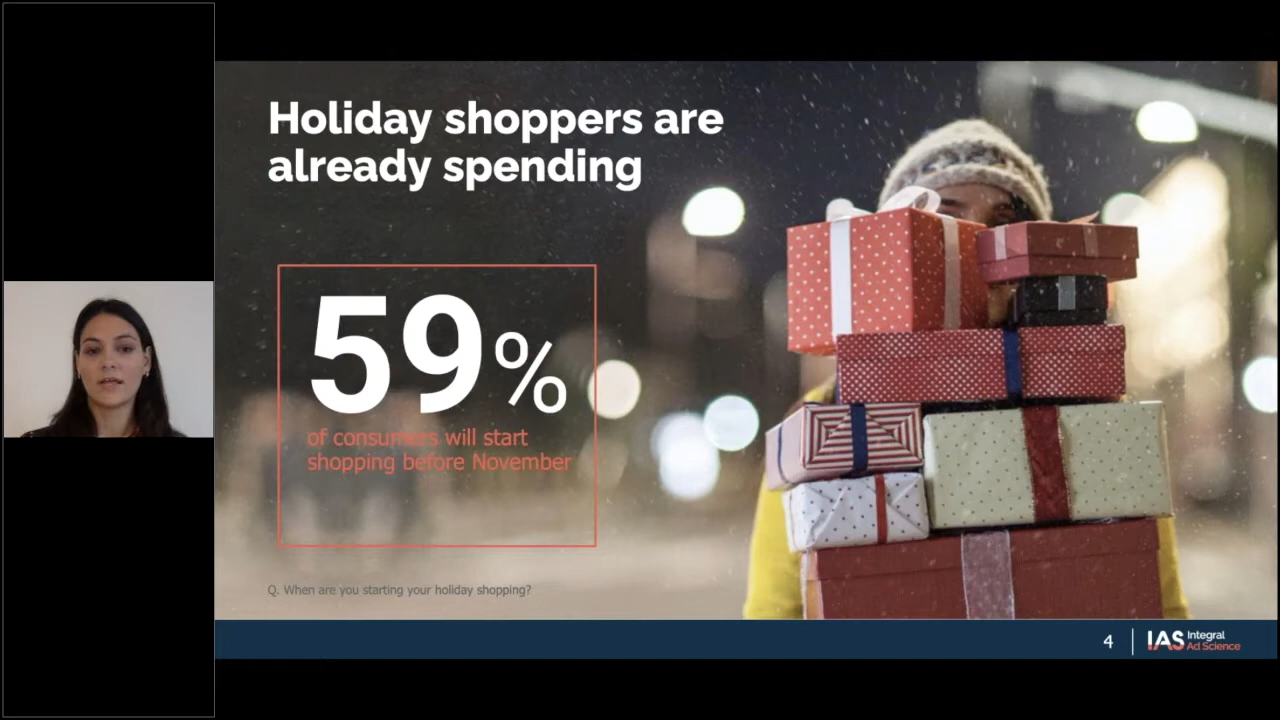 Holiday shoppers are
already spending
59%
of consumers will start
shopping before November
Q. When are you starting your holiday shopping?
4
IAS Integral
Ad Science